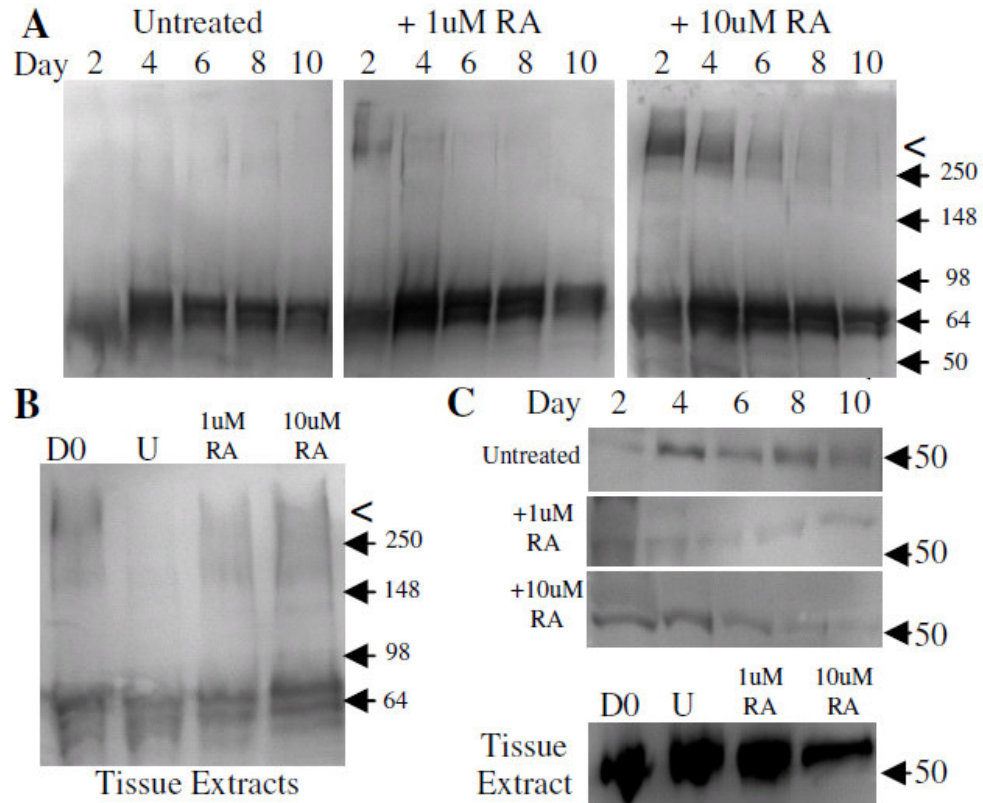 A Untreated + 1uM RA + 10uM RA
Day 2 4 6 8 10 2 4 6 8 10 2 4 6 8 10
<
250
148
98
64
50
B
D0 U 1uM RA 10uM RA
<
250
148
98
64
Tissue Extracts
C Day 2 4 6 8 10
Untreated 50
+1uM
RA 50
+10uM
RA 50
D0 U 1uM RA 10uM RA
Tissue
Extract 50